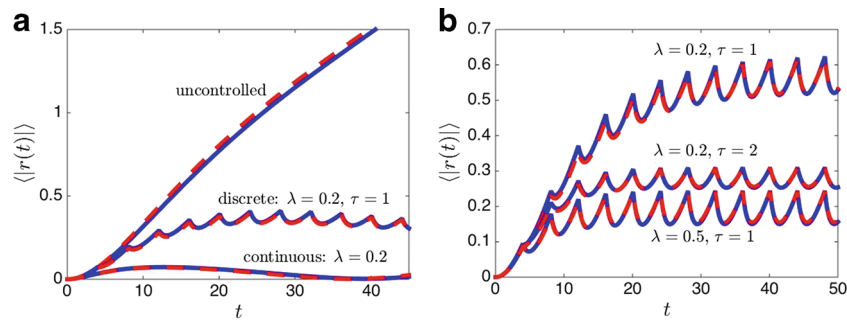 a
1.5
1
0.5
0
⟨|r(t)|⟩
uncontrolled
discrete: λ = 0.2, τ = 1
continuous: λ = 0.2
0 10 20 30 40
t
b
0.7
0.6
0.5
0.4
0.3
0.2
0.1
0
⟨|r(t)|⟩
λ = 0.2, τ = 1
λ = 0.2, τ = 2
λ = 0.5, τ = 1
0 10 20 30 40 50
t